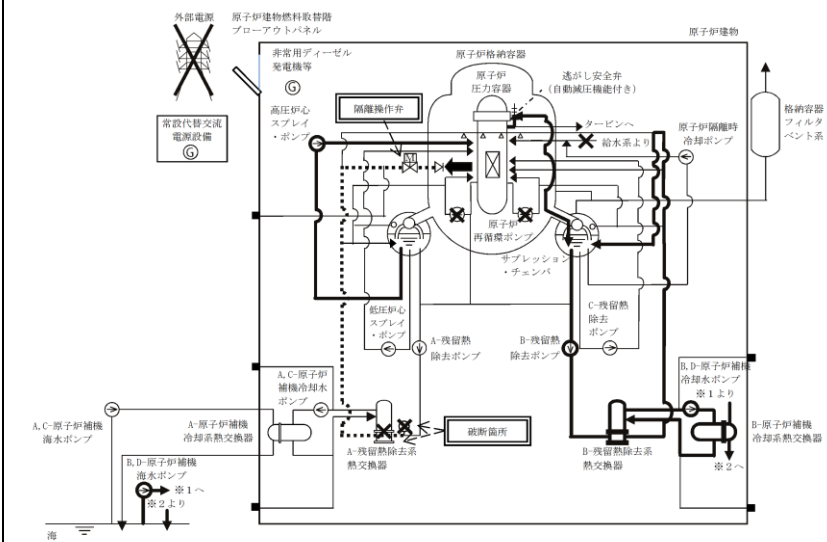 外部電源
原子炉建物燃料取替階
ブローアウトパネル
原子炉建物
非常用ディーゼル
発電機等
G
原子炉格納容器
原子炉
圧力容器
逃がし安全弁
(自動減圧機能付き)
隔離操作弁
高圧炉心
スプレイ
・ポンプ
常設代替交流
電源設備
G
タービンへ
給水系より
原子炉隔離時
冷却ポンプ
格納容器
フィルタ
ベント系
原子炉
再循環ポンプ
サプレッション
・チェンバ
低圧炉心
スプレイ
・ポンプ
A-残留熱
除去ポンプ
B-残留熱
除去ポンプ
C-残留熱
除去
ポンプ
A,C-原子炉
補機冷却水
ポンプ
B,D-原子炉補機
冷却水ポンプ
※1より
A,C-原子炉補機
海水ポンプ
A-原子炉補機
冷却系熱交換器
破断箇所
A-残留熱除去系
熱交換器
B-残留熱除去系
熱交換器
B-原子炉補機
冷却系熱交換器
※2へ
B,D-原子炉補機
海水ポンプ
※1へ
※2より
海